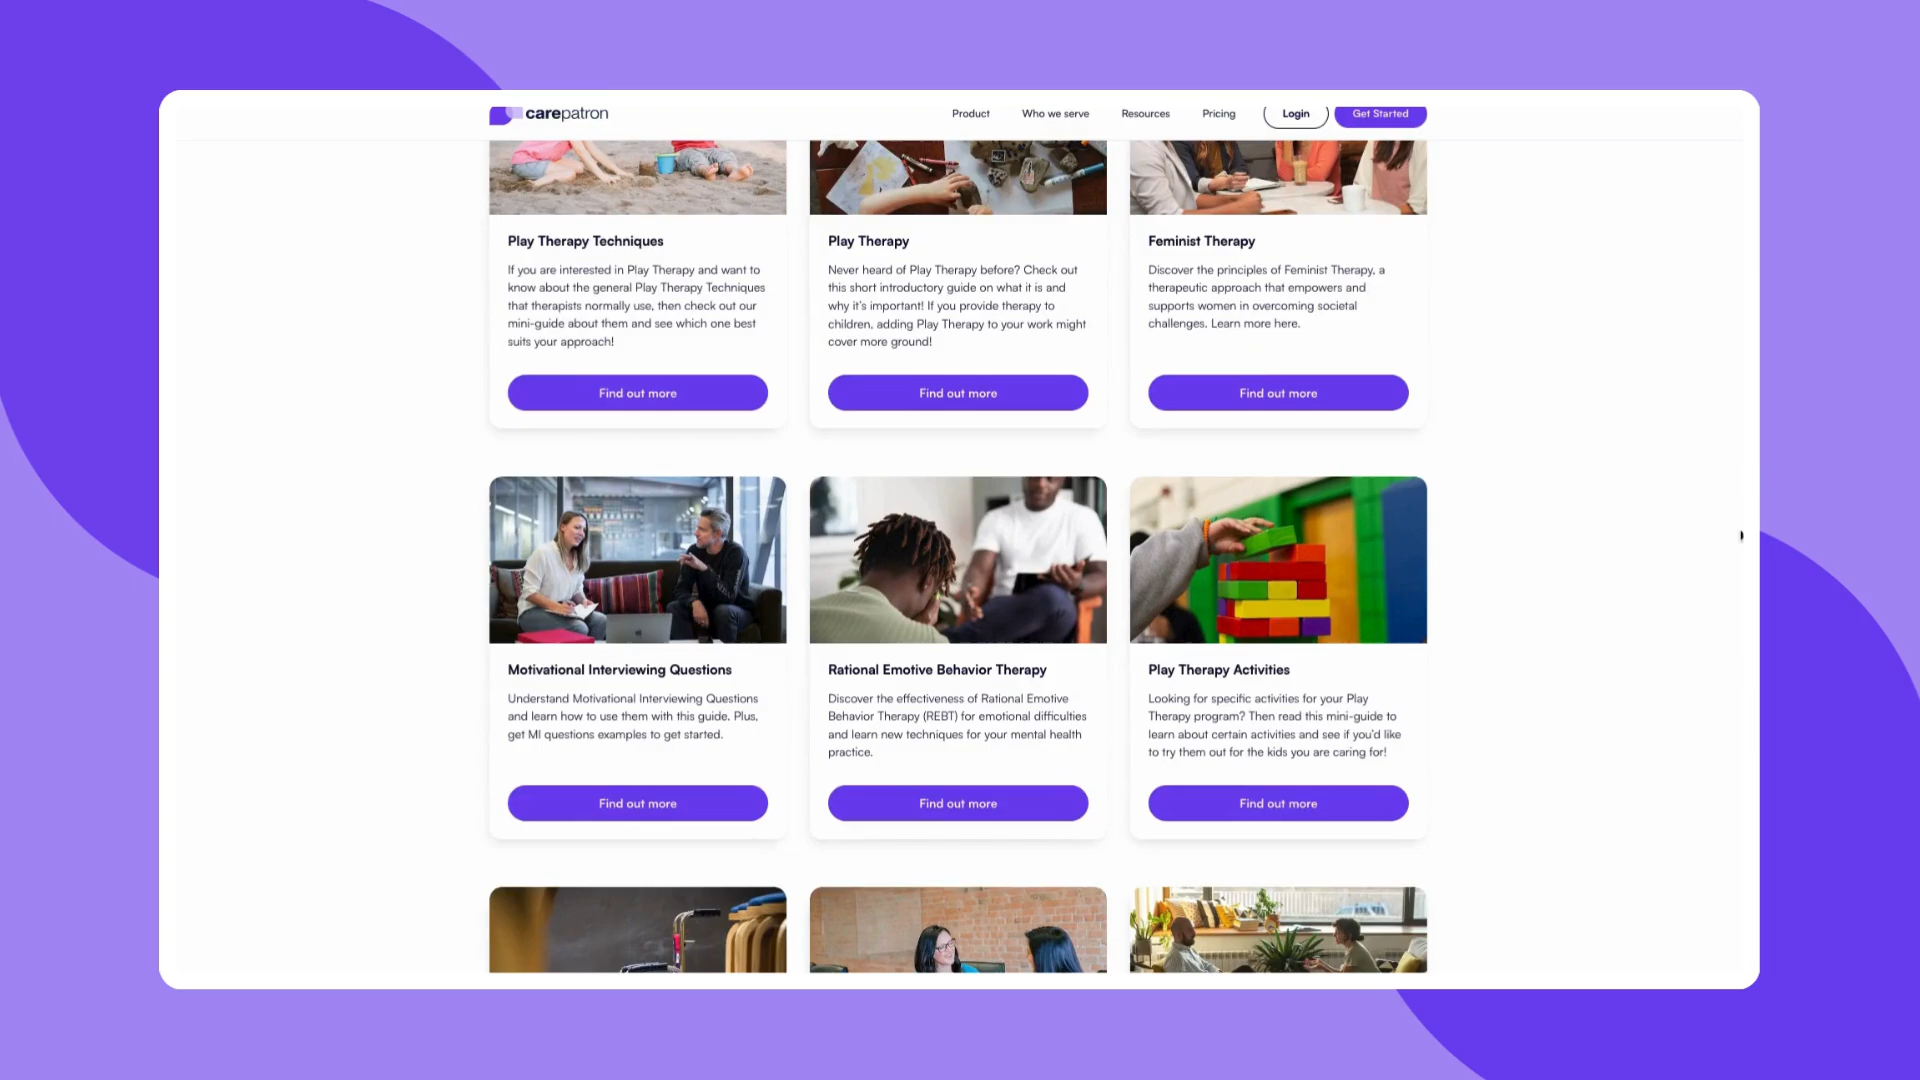 carepatron
Product
Who we serve
Resources
Pricing
Login
Get Started
Play Therapy Techniques
If you are interested in Play Therapy and want to
know about the general Play Therapy Techniques
that therapists normally use, then check out our
mini-guide about them and see which one best
suits your approach!
Find out more
Play Therapy
Never heard of Play Therapy before? Check out
this short introductory guide on what it is and
why it's important! If you provide therapy to
children, adding Play Therapy to your work might
cover more ground!
Find out more
Feminist Therapy
Discover the principles of Feminist Therapy, a
therapeutic approach that empowers and
supports women in overcoming societal
challenges. Learn more here.
Find out more
Motivational Interviewing Questions
Understand Motivational Interviewing Questions
and learn how to use them with this guide. Plus,
get MI questions examples to get started.
Find out more
Rational Emotive Behavior Therapy
Discover the effectiveness of Rational Emotive
Behavior Therapy (REBT) for emotional difficulties
and learn new techniques for your mental health
practice.
Find out more
Play Therapy Activities
Looking for specific activities for your Play
Therapy program? Then read this mini-guide to
learn about certain activities and see if you'd like
to try them out for the kids you are caring for!
Find out more